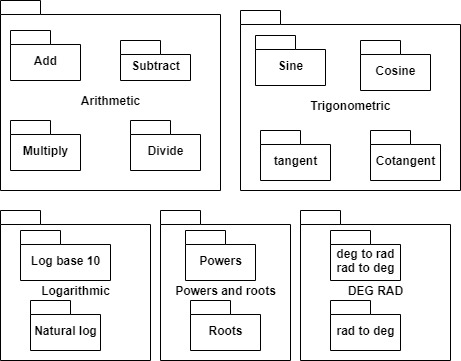 Add
Subtract
Arithmetic
Multiply
Divide
Sine
Cosine
Trigonometric
tangent
Cotangent
Log base 10
Logarithmic
Natural log
Powers
Powers and roots
Roots
deg to rad
rad to deg
DEG RAD
rad to deg